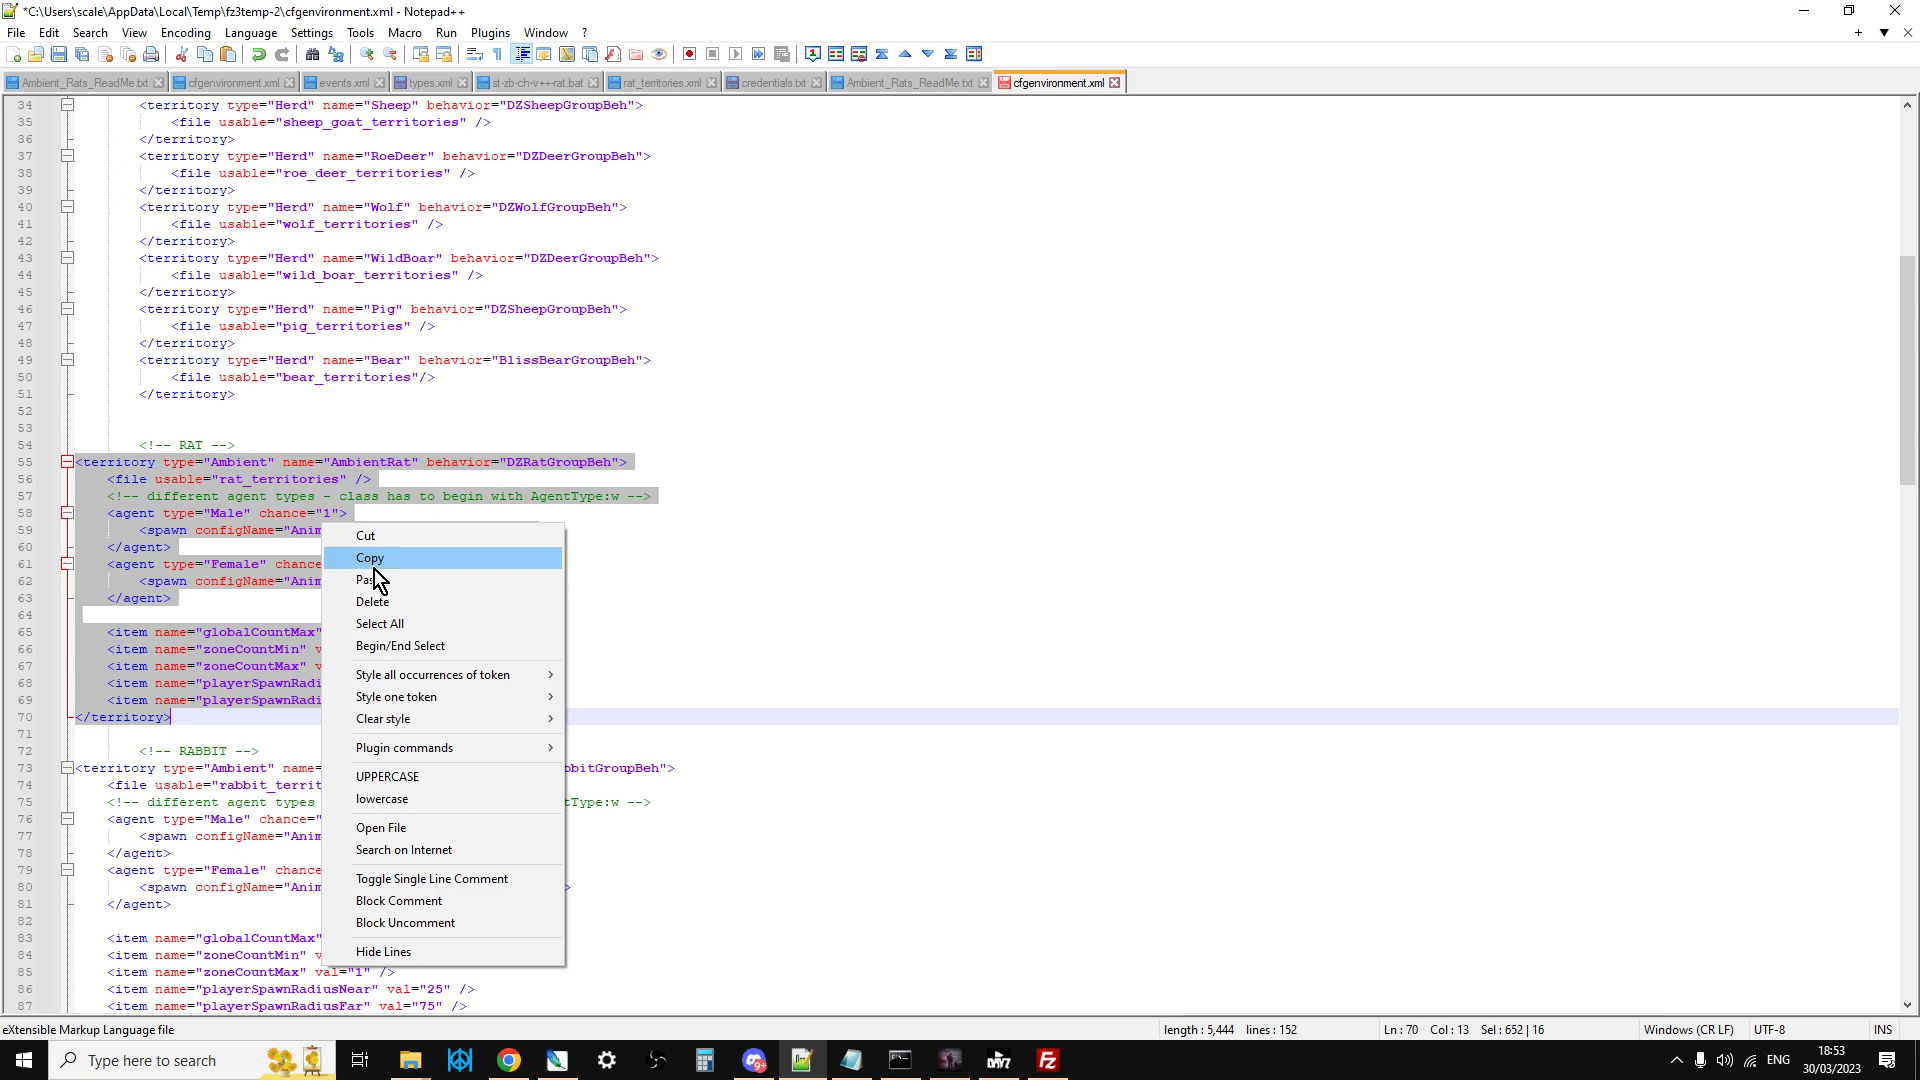 *C:\Users\scale\AppData\Local\Temp\fz3temp-2\cfgenvironment.xml - Notepad++
File Edit Search View Encoding Language Settings Tools Macro Run Plugins Window ?
Ambient_Rats_ReadMe.txt cfgenvironment.xml events.xml types.xml st-zb-ch-v++-rat.bat rat_territories.xml credentials.txt Ambient_Rats_ReadMe.txt cfgenvironment.xml
34 <territory type="Herd" name="Sheep" behavior="DZSheepGroupBeh">
35 <file usable="sheep_goat_territories" />
36 </territory>
37 <territory type="Herd" name="RoeDeer" behavior="DZDeerGroupBeh">
38 <file usable="roe_deer_territories" />
39 </territory>
40 <territory type="Herd" name="Wolf" behavior="DZWolfGroupBeh">
41 <file usable="wolf_territories" />
42 </territory>
43 <territory type="Herd" name="WildBoar" behavior="DZDeerGroupBeh">
44 <file usable="wild_boar_territories" />
45 </territory>
46 <territory type="Herd" name="Pig" behavior="DZSheepGroupBeh">
47 <file usable="pig_territories" />
48 </territory>
49 <territory type="Herd" name="Bear" behavior="BlissBearGroupBeh">
50 <file usable="bear_territories"/>
51 </territory>
52
53
54 <!-- RAT -->
55 <territory type="Ambient" name="AmbientRat" behavior="DZRatGroupBeh">
56 <file usable="rat_territories" />
57 <!-- different agent types - class has to begin with AgentType:w -->
58 <agent type="Male" chance="1">
59 <spawn configName="Anim
60 </agent>
61 <agent type="Female" chance
62 <spawn configName="Anim
63 </agent>
64
65 <item name="globalCountMax"
66 <item name="zoneCountMin" v
67 <item name="zoneCountMax" v
68 <item name="playerSpawnRadi
69 <item name="playerSpawnRadi
70 </territory>
71
72 <!-- RABBIT -->
73 <territory type="Ambient" name= bbitGroupBeh">
74 <file usable="rabbit_territ
75 <!-- different agent types tType:w -->
76 <agent type="Male" chance="
77 <spawn configName="Anim
78 </agent>
79 <agent type="Female" chance
80 <spawn configName="Anim >
81 </agent>
82
83 <item name="globalCountMax"
84 <item name="zoneCountMin" v
85 <item name="zoneCountMax" val="1" />
86 <item name="playerSpawnRadiusNear" val="25" />
87 <item name="playerSpawnRadiusFar" val="75" />
Cut
Copy
Delete
Select All
Begin/End Select
Style all occurrences of token
Style one token
Clear style
Plugin commands
UPPERCASE
lowercase
Open File
Search on Internet
Toggle Single Line Comment
Block Comment
Block Uncomment
Hide Lines
eXtensible Markup Language file length : 5,444 lines : 152 Ln : 70 Col : 13 Sel : 652 | 16 Windows (CR LF) UTF-8 INS
Type here to search
9+
DAYZ
Fz
ENG
18:53
30/03/2023